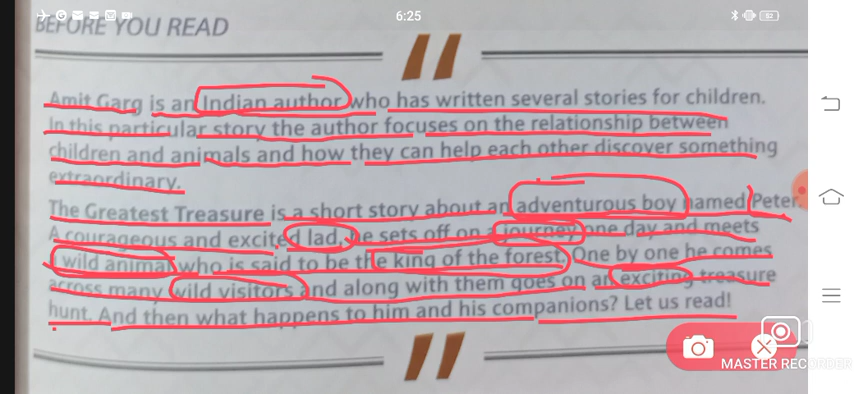 6:25
52
BEFORE YOU READ
Amit Garg is an Indian author who has written several stories for children.
In this particular story the author focuses on the relationship between
children and animals and how they can help each other discover something
extraordinary.
The Greatest Treasure is a short story about an adventurous boy named Peter.
A courageous and excited lad, he sets off on a journey one day and meets
wild animal who is said to be the king of the forest. One by one he comes
across many wild visitors and along with them goes on an exciting treasure
hunt. And then what happens to him and his companions? Let us read!
MASTER RECORDER